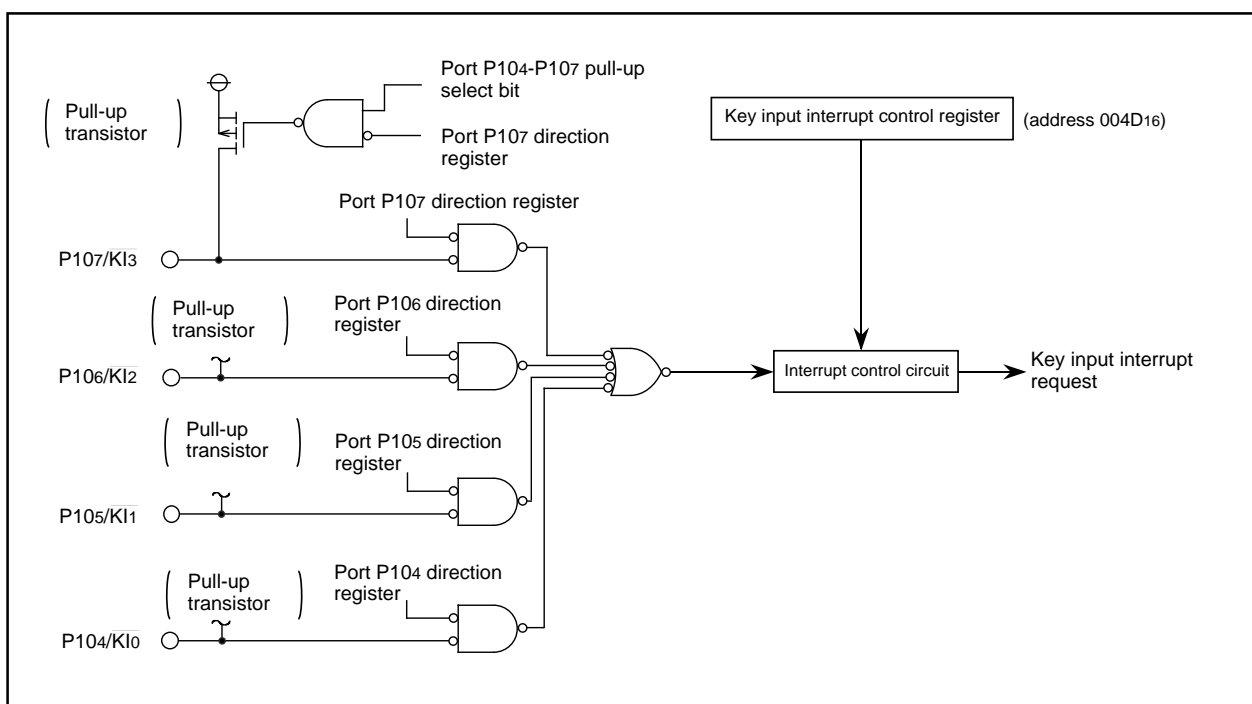 Port P104-P107 pull-up
select bit
Pull-up
transistor
Port P107 direction
register
Key input interrupt control register
(address 004D16)
Port P107 direction register
P107/KI3
Pull-up
transistor
Port P106 direction
register
P106/KI2
Interrupt control circuit
Key input interrupt
request
Pull-up
transistor
Port P105 direction
register
P105/KI1
Pull-up
transistor
Port P104 direction
register
P104/KI0